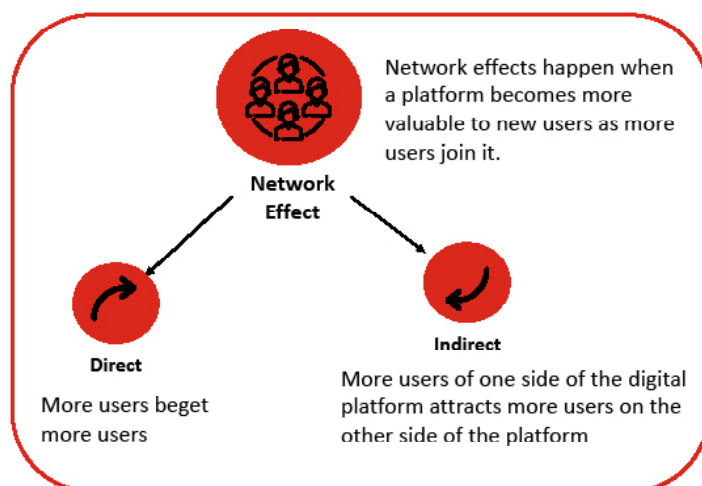 Network effects happen when
a platform becomes more
valuable to new users as more
users join it.
Network
Effect
Direct
More users beget
more users
Indirect
More users of one side of the digital
platform attracts more users on the
other side of the platform